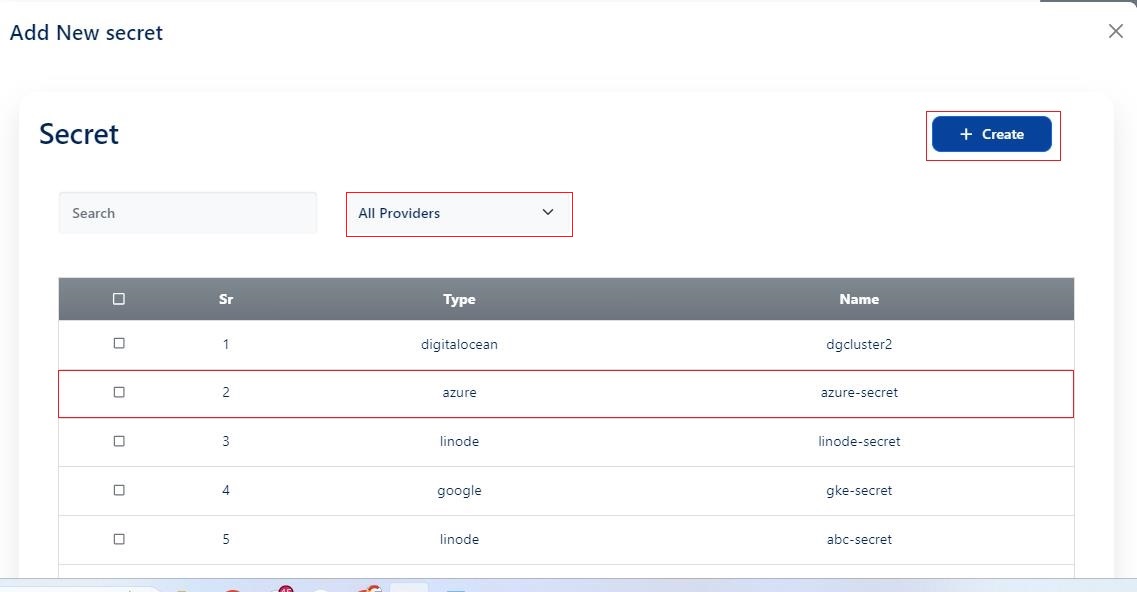 Add New secret
Secret
+ Create
Search
All Providers
Sr Type Name
1 digitalocean dgcluster2
2 azure azure-secret
3 linode linode-secret
4 google gke-secret
5 linode abc-secret